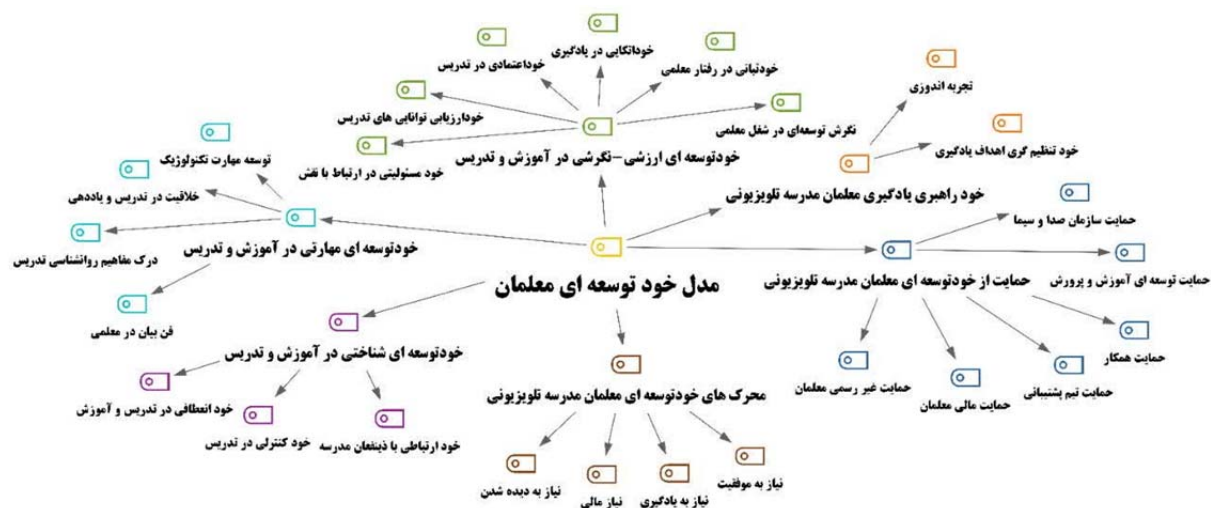 خوداتکایی در یادگیری
خوداعتمادی در تدریس
خودثباتی در رفتار معلمی
تجربه اندوزی
خودارزیابی توانایی های تدریس
نگرش توسعه‌ای در شغل معلمی
خود تنظیم گری اهداف یادگیری
توسعه مهارت تکنولوژیک
خودتوسعه ای ارزشی-نگرشی در آموزش و تدریس
خود مسئولیتی در ارتباط با نقش
خود راهبری یادگیری معلمان مدرسه تلویزیونی
خلاقیت در تدریس و یاددهی
حمایت سازمان صدا و سیما
خودتوسعه ای مهارتی در آموزش و تدریس
درک مفاهیم روانشناسی تدریس
حمایت از خودتوسعه ای معلمان مدرسه تلویزیونی
حمایت توسعه ای آموزش و پرورش
مدل خود توسعه ای معلمان
فن بیان در معلمی
خودتوسعه ای شناختی در آموزش و تدریس
حمایت همکار
حمایت غیر رسمی معلمان
حمایت مالی معلمان
حمایت تیم پشتیبانی
محرک های خودتوسعه ای معلمان مدرسه تلویزیونی
خود انعطافی در تدریس و آموزش
خود کنترلی در تدریس
خود ارتباطی با ذینفعان مدرسه
نیاز به موفقیت
نیاز به یادگیری
نیاز مالی
نیاز به دیده شدن